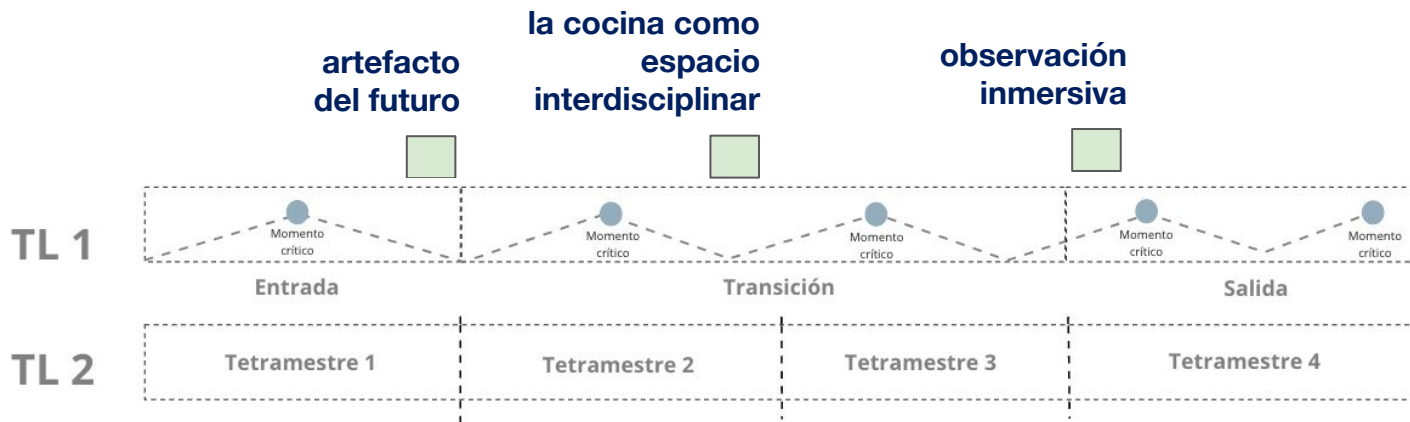 artefacto
del futuro
la cocina como
espacio
interdisciplinar
observación
inmersiva
TL 1
Momento
crítico
Momento
crítico
Momento
crítico
Momento
crítico
Momento
crítico
Entrada
Transición
Salida
TL 2
Tetramestre 1
Tetramestre 2
Tetramestre 3
Tetramestre 4